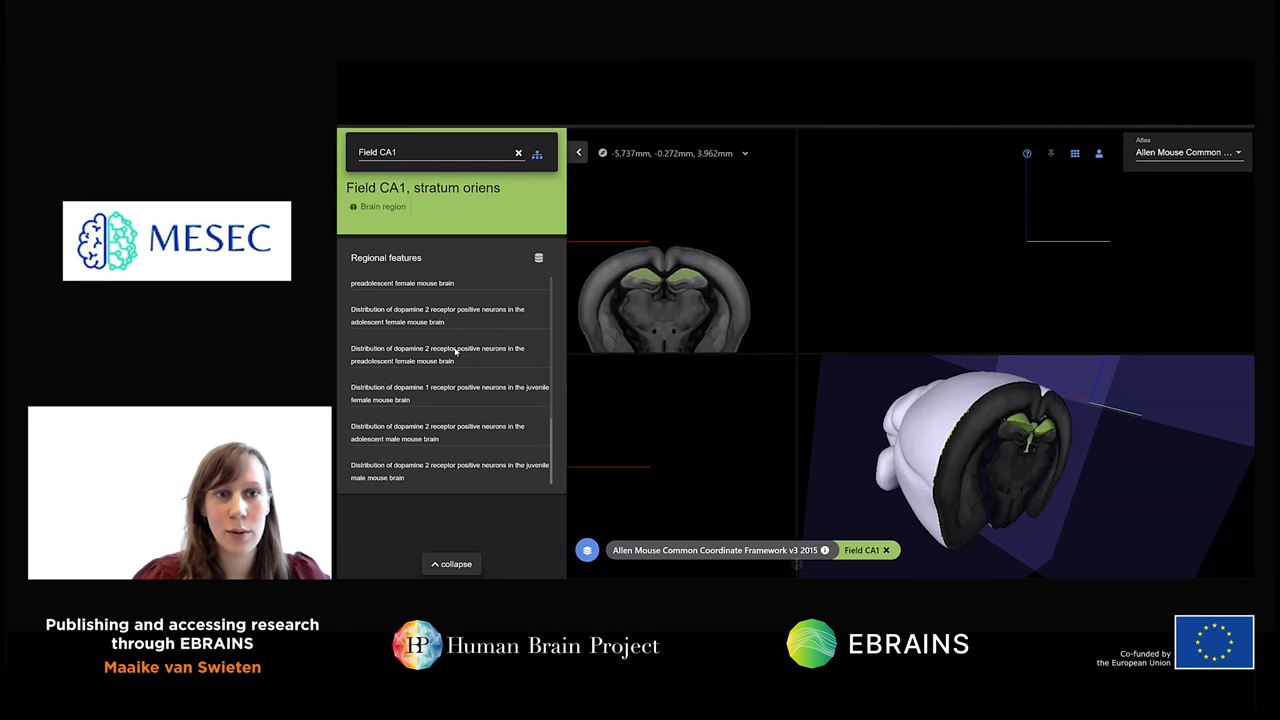 MESEC
Field CA1
Field CA1, stratum oriens
Brain region
Regional features
preadolescent female mouse brain
Distribution of dopamine 2 receptor positive neurons in the
adolescent female mouse brain
Distribution of dopamine 2 receptor positive neurons in the
preadolescent female mouse brain
Distribution of dopamine 1 receptor positive neurons in the juvenile
female mouse brain
Distribution of dopamine 2 receptor positive neurons in the
adolescent male mouse brain
Distribution of dopamine 2 receptor positive neurons in the juvenile
male mouse brain
collapse
-5.737mm, -0.272mm, 3.962mm
Atlas
Allen Mouse Common ...
Allen Mouse Common Coordinate Framework v3 2015
Field CA1
Publishing and accessing research
through EBRAINS
Maaike van Swieten
HBP
Human Brain Project
EBRAINS
Co-funded by
the European Union